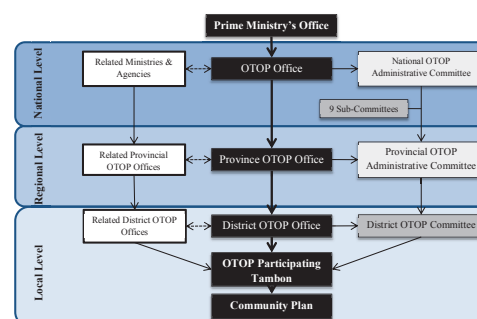 Prime Ministry's Office
National Level
Related Ministries &
Agencies
OTOP Office
National OTOP
Administrative Committee
9 Sub-Committees
Regional Level
Related Provincial
OTOP Offices
Province OTOP Office
Provincial OTOP
Administrative Committee
Local Level
Related District OTOP
Offices
District OTOP Office
District OTOP Committee
OTOP Participating
Tambon
Community Plan